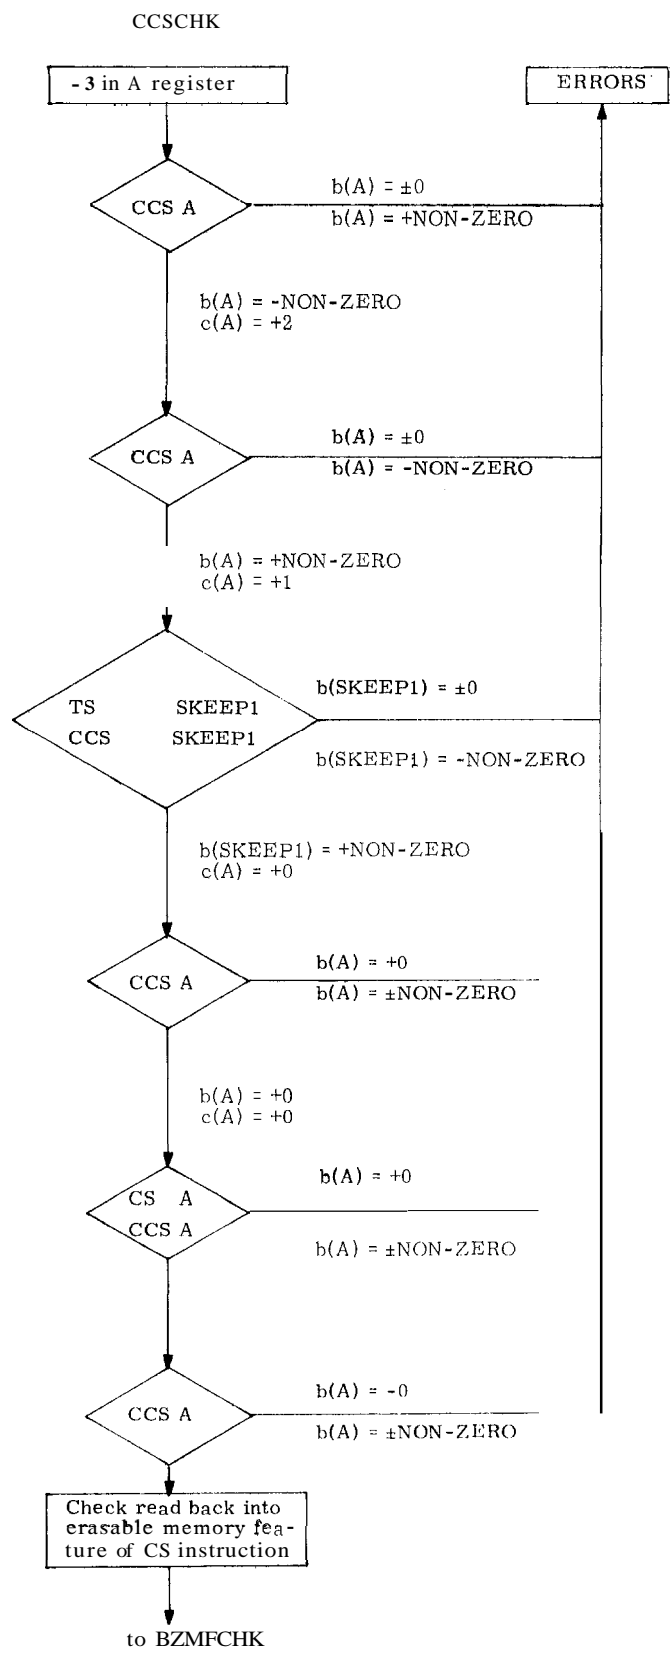 CCSCHK
-3 in A register
ERRORS
CCS A
b(A) = ±0
b(A) = +NON-ZERO
b(A) = -NON-ZERO
c(A) = +2
CCS A
b(A) = ±0
b(A) = -NON-ZERO
b(A) = +NON-ZERO
c(A) = +1
TS SKEEP1
CCS SKEEP1
b(SKEEP1) = ±0
b(SKEEP1) = -NON-ZERO
b(SKEEP1) = +NON-ZERO
c(A) = +0
CCS A
b(A) = +0
b(A) = ±NON-ZERO
b(A) = +0
c(A) = +0
CS A
CCS A
b(A) = +0
b(A) = ±NON-ZERO
CCS A
b(A) = -0
b(A) = ±NON-ZERO
Check read back into
erasable memory fea-
ture of CS instruction
to BZMFCHK